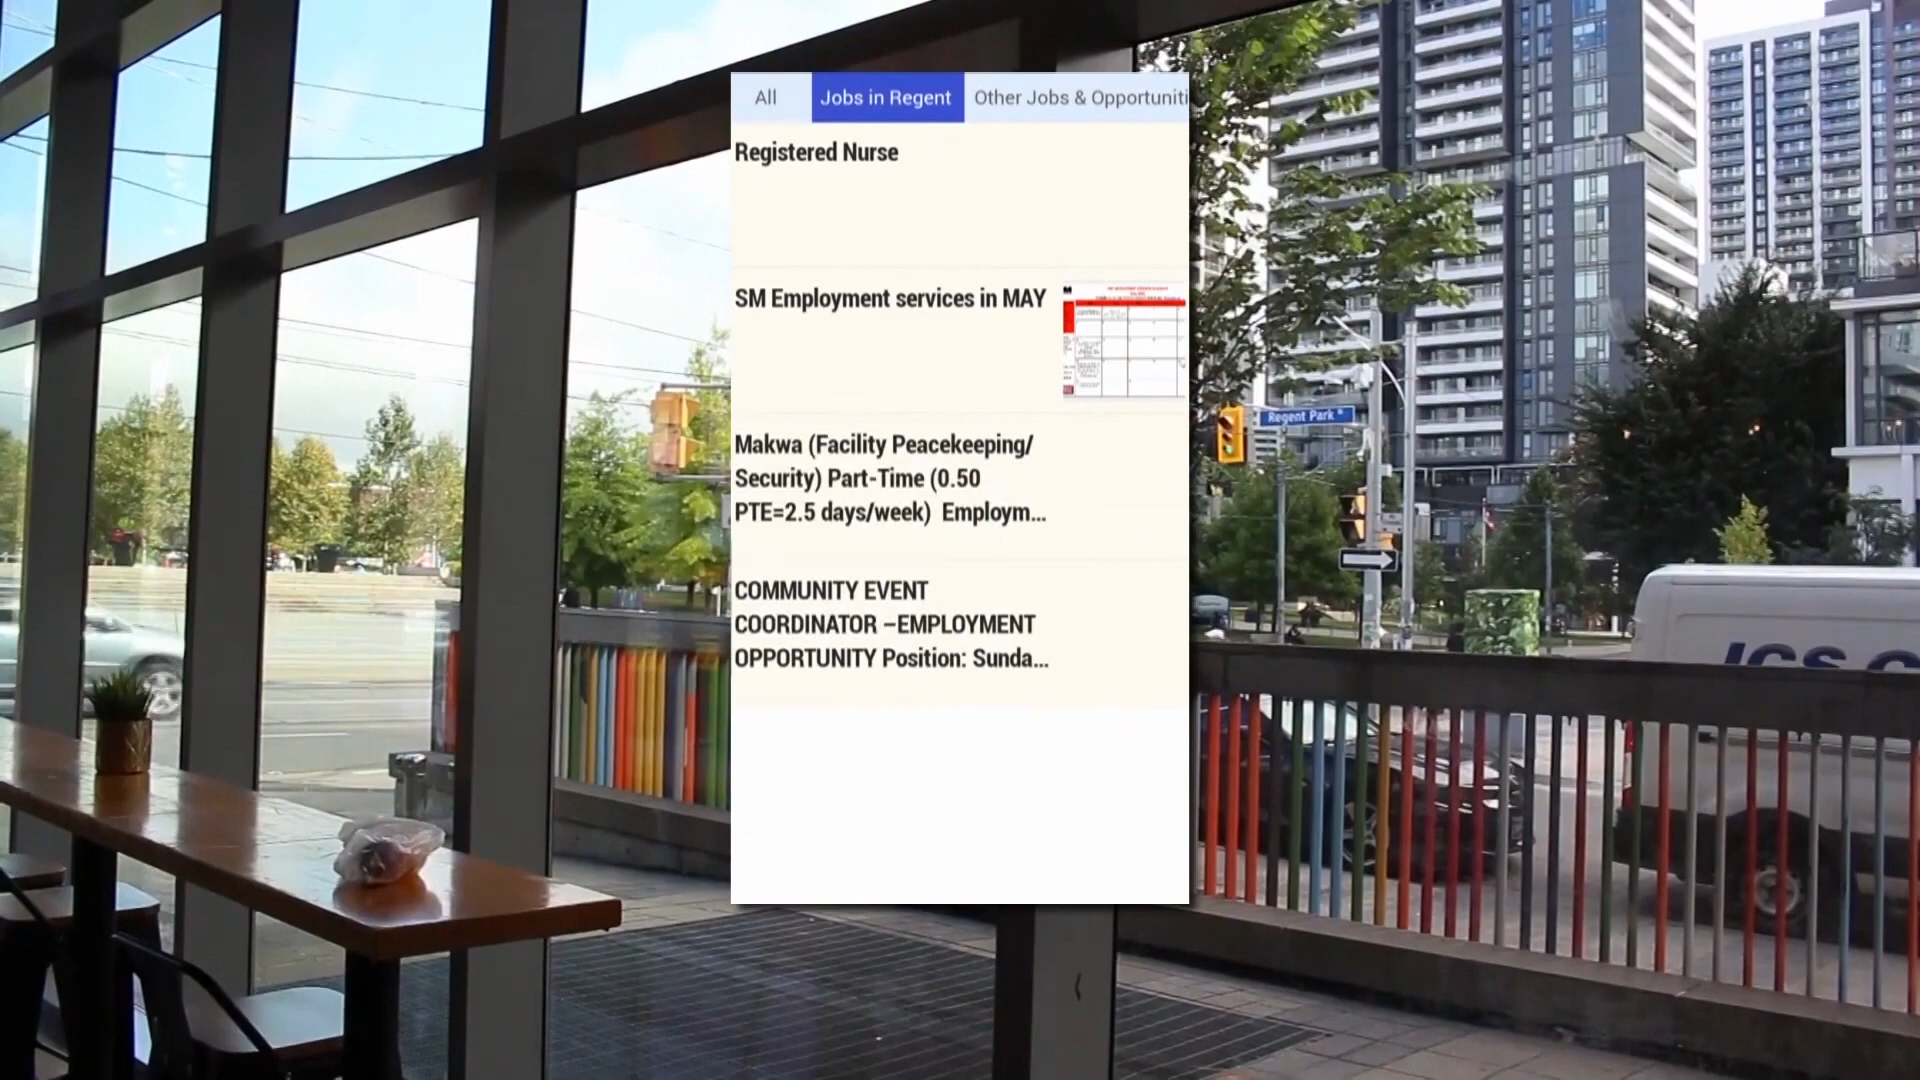 All
Jobs in Regent
Other Jobs & Opportuniti
Registered Nurse
SM Employment services in MAY
Makwa (Facility Peacekeeping/
Security) Part-Time (0.50
PTE=2.5 days/week) Employm...
COMMUNITY EVENT
COORDINATOR –EMPLOYMENT
OPPORTUNITY Position: Sunda...
Regent Park
ICS